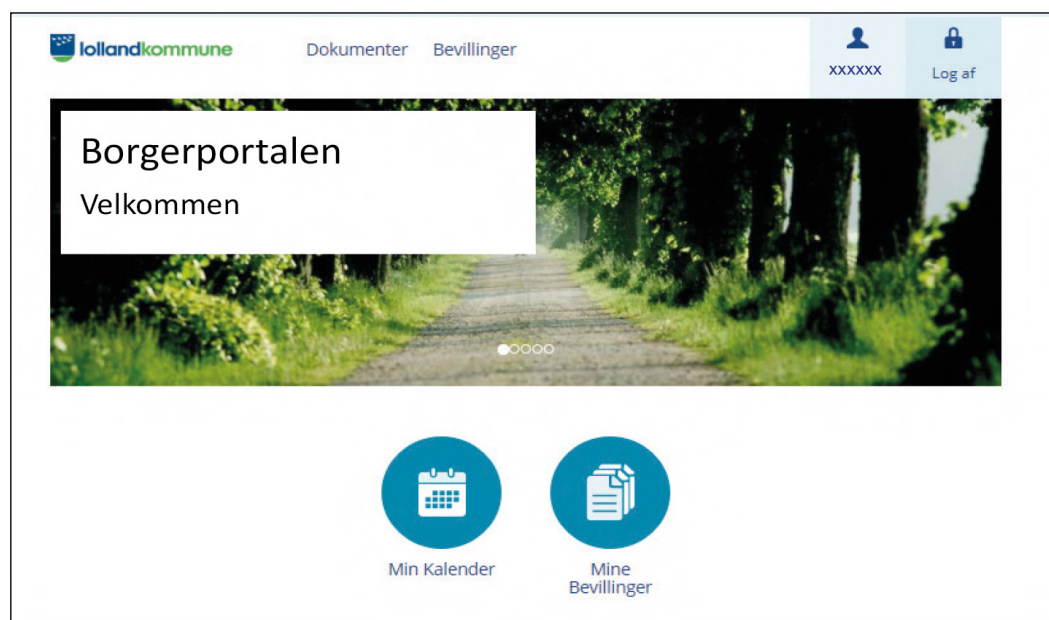 lollandkommune
Dokumenter Bevillinger
xxxxxx
Log af
Borgerportalen
Velkommen
Min Kalender
Mine
Bevillinger